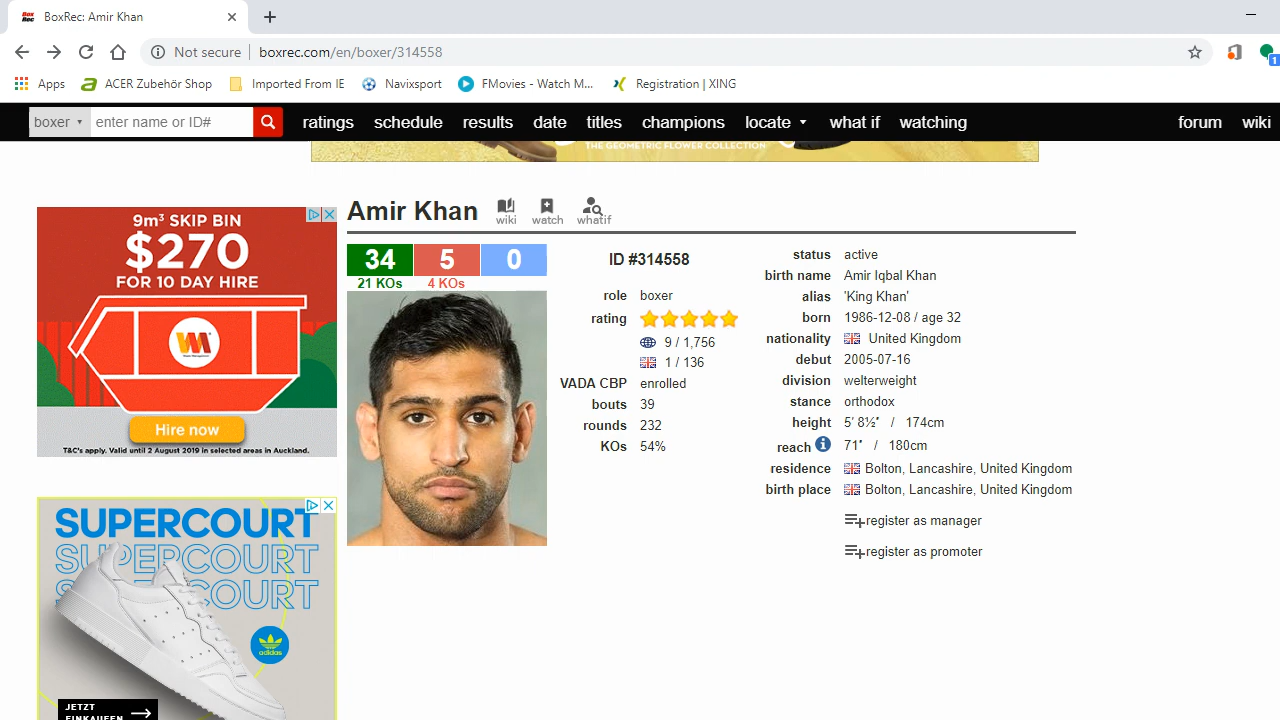 BoxRec: Amir Khan
Not secure
boxrec.com/en/boxer/314558
1
Apps
ACER Zubehör Shop
Imported From IE
Navixsport
FMovies - Watch M...
Registration | XING
boxer
enter name or ID#
ratings
schedule
results
date
titles
champions
locate
what if
watching
forum
wiki
THE GEOMETRIC FLOWER COLLECTION
9m³ SKIP BIN
$270
FOR 10 DAY HIRE
Hire now
T&C's apply. Valid until 2 August 2019 in selected areas in Auckland.
SUPERCOURT
SUPERCOURT
SUPERCOURT
adidas
JETZT
EINKAUFEN
Amir Khan
wiki
watch
whatif
34 5 0
21 KOs 4 KOs
ID #314558
role boxer
rating
9 / 1,756
1 / 136
VADA CBP enrolled
bouts 39
rounds 232
KOs 54%
status active
birth name Amir Iqbal Khan
alias 'King Khan'
born 1986-12-08 / age 32
nationality United Kingdom
debut 2005-07-16
division welterweight
stance orthodox
height 5′ 8½″ / 174cm
reach 71″ / 180cm
residence Bolton, Lancashire, United Kingdom
birth place Bolton, Lancashire, United Kingdom
register as manager
register as promoter